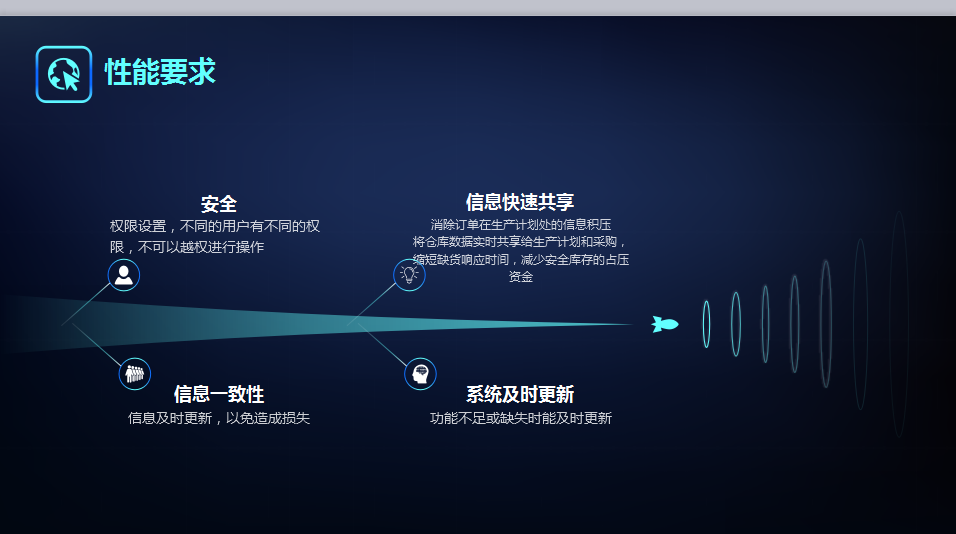 性能要求
安全
权限设置，不同的用户有不同的权
限，不可以越权进行操作
信息快速共享
消除订单在生产计划处的信息积压
将仓库数据实时共享给生产计划和采购，
缩短缺货响应时间，减少安全库存的占压
资金
信息一致性
信息及时更新，以免造成损失
系统及时更新
功能不足或缺失时能及时更新